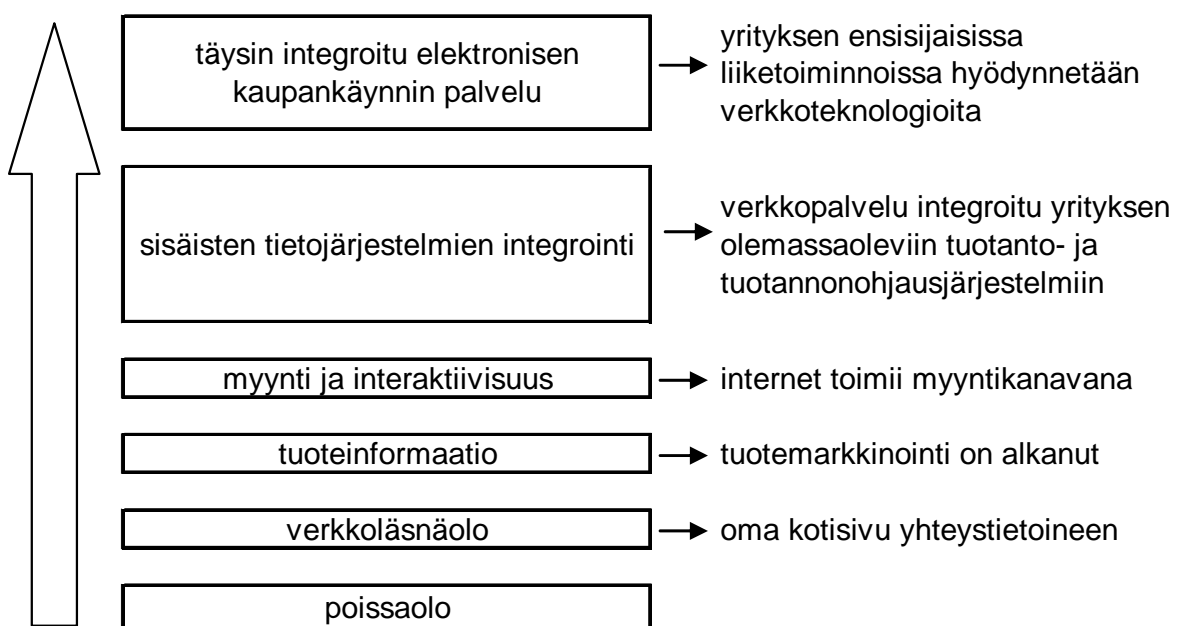 täysin integroitu elektronisen
kaupankäynnin palvelu
yrityksen ensisijaisissa
liiketoiminnoissa hyödynnetään
verkkoteknologioita
sisäisten tietojärjestelmien integrointi
verkkopalvelu integroitu yrityksen
olemassaoleviin tuotanto- ja
tuotannonohjausjärjestelmiin
myynti ja interaktiivisuus
internet toimii myyntikanavana
tuoteinformaatio
tuotemarkkinointi on alkanut
verkkoläsnäolo
oma kotisivu yhteystietoineen
poissaolo